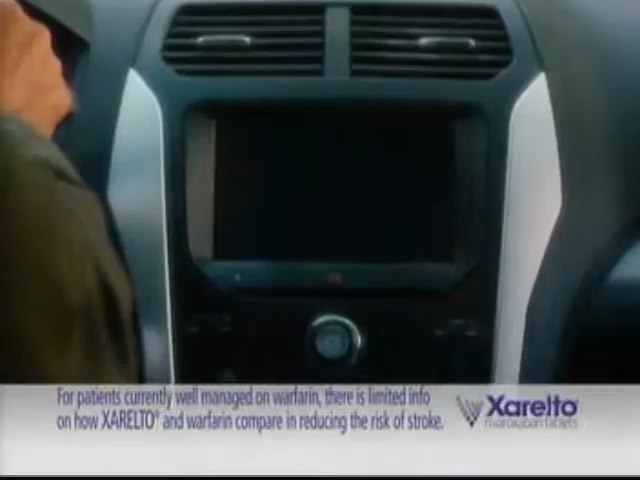 For patients currently well managed on warfarin, there is limited info
on how XARELTO® and warfarin compare in reducing the risk of stroke.
Xarelto
rivaroxaban tablets